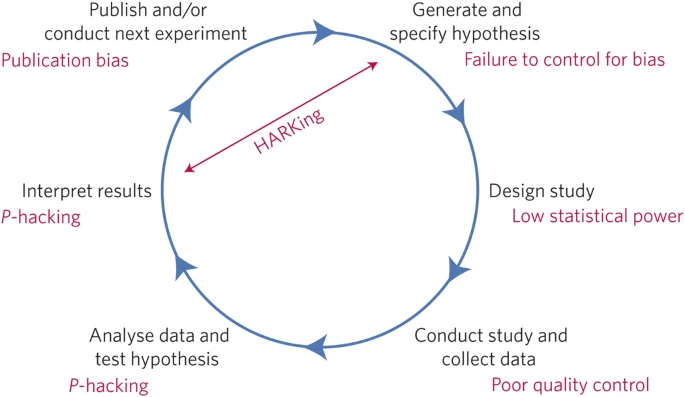 Publish and/or
conduct next experiment
Publication bias
Generate and
specify hypothesis
Failure to control for bias
HARKing
Interpret results
P-hacking
Design study
Low statistical power
Analyse data and
test hypothesis
P-hacking
Conduct study and
collect data
Poor quality control